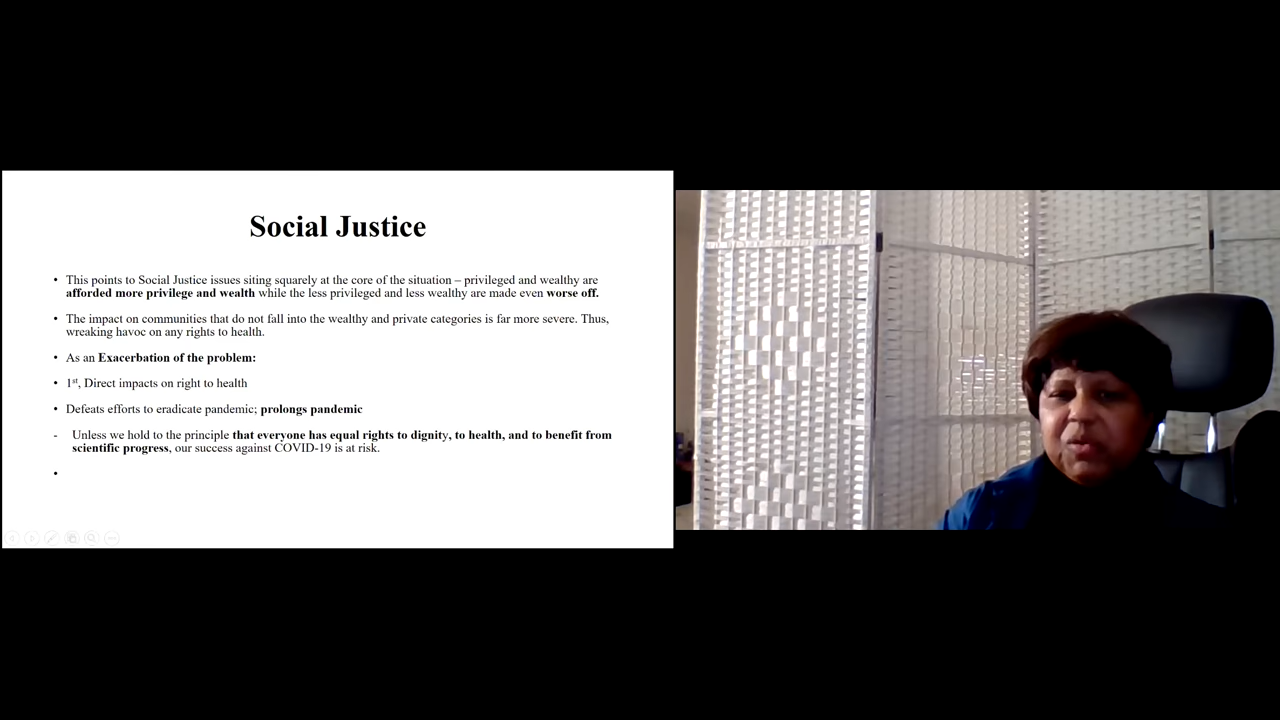 Social Justice
• This points to Social Justice issues siting squarely at the core of the situation – privileged and wealthy are
afforded more privilege and wealth while the less privileged and less wealthy are made even worse off.
• The impact on communities that do not fall into the wealthy and private categories is far more severe. Thus,
wreaking havoc on any rights to health.
• As an Exacerbation of the problem:
• 1st, Direct impacts on right to health
• Defeats efforts to eradicate pandemic; prolongs pandemic
- Unless we hold to the principle that everyone has equal rights to dignity, to health, and to benefit from
scientific progress, our success against COVID-19 is at risk.
•